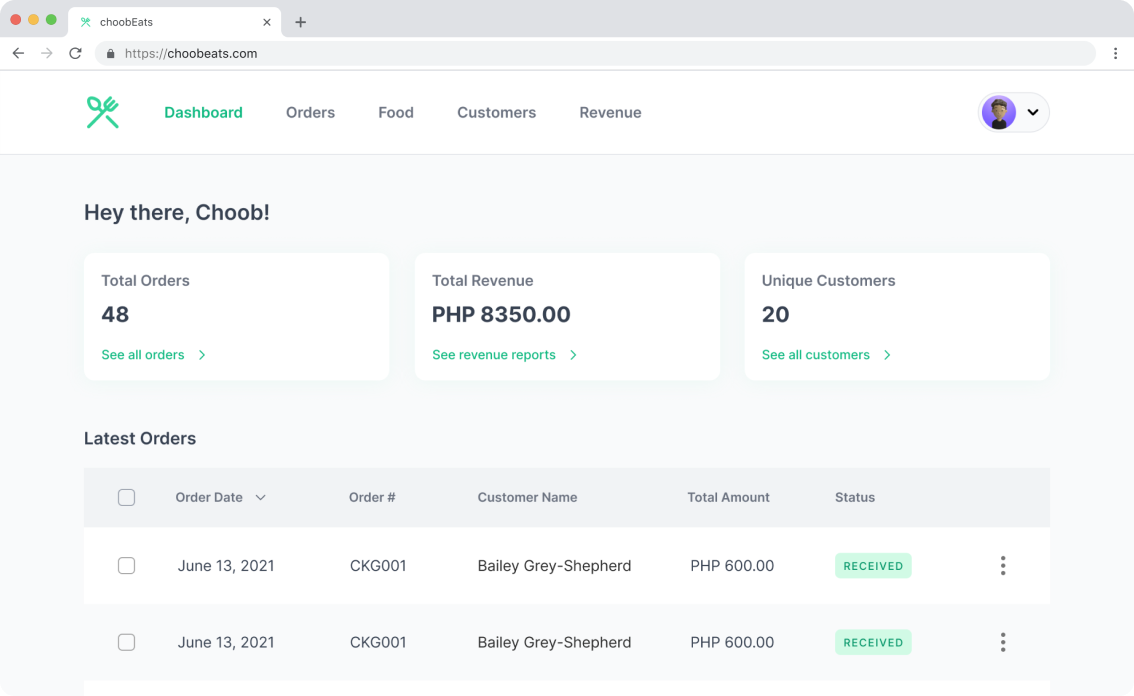 choobEats
https://choobeats.com
Dashboard Orders Food Customers Revenue
Hey there, Choob!
Total Orders
48
See all orders
Total Revenue
PHP 8350.00
See revenue reports
Unique Customers
20
See all customers
Latest Orders
Order Date Order # Customer Name Total Amount Status
June 13, 2021 CKG001 Bailey Grey-Shepherd PHP 600.00 RECEIVED
June 13, 2021 CKG001 Bailey Grey-Shepherd PHP 600.00 RECEIVED